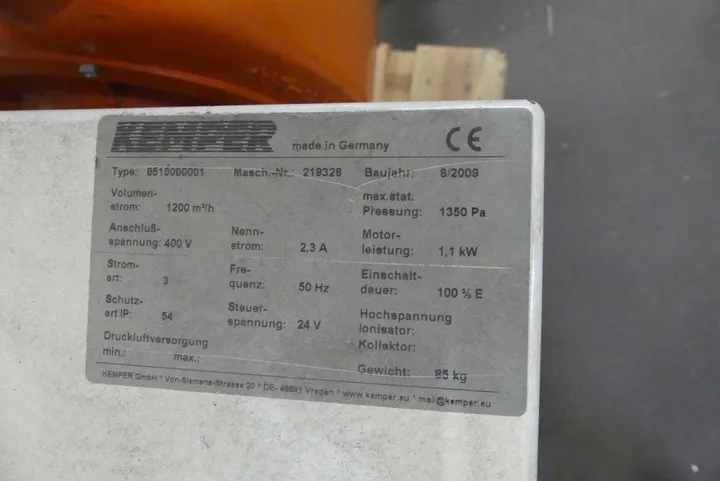 KEMPER made in Germany CE
Type: 8510000001 Masch.-Nr.: 219328 Baujahr: 8/2009
Volumen-
strom: 1200 m³/h
max.stat.
Pressung: 1350 Pa
Anschluß-
spannung: 400 V
Nenn-
strom: 2,3 A
Motor-
leistung: 1,1 kW
Strom-
art: 3
Fre-
quenz: 50 Hz
Einschalt-
dauer: 100 % E
Schutz-
art IP: 54
Steuer-
spannung: 24 V
Hochspannung
Ionisator:
Kollektor:
Druckluftversorgung
min.: max.:
Gewicht: 85 kg
KEMPER GmbH * Von-Siemens-Strasse 20 * DE- 48691 Vreden * www.kemper.eu * mail@kemper.eu